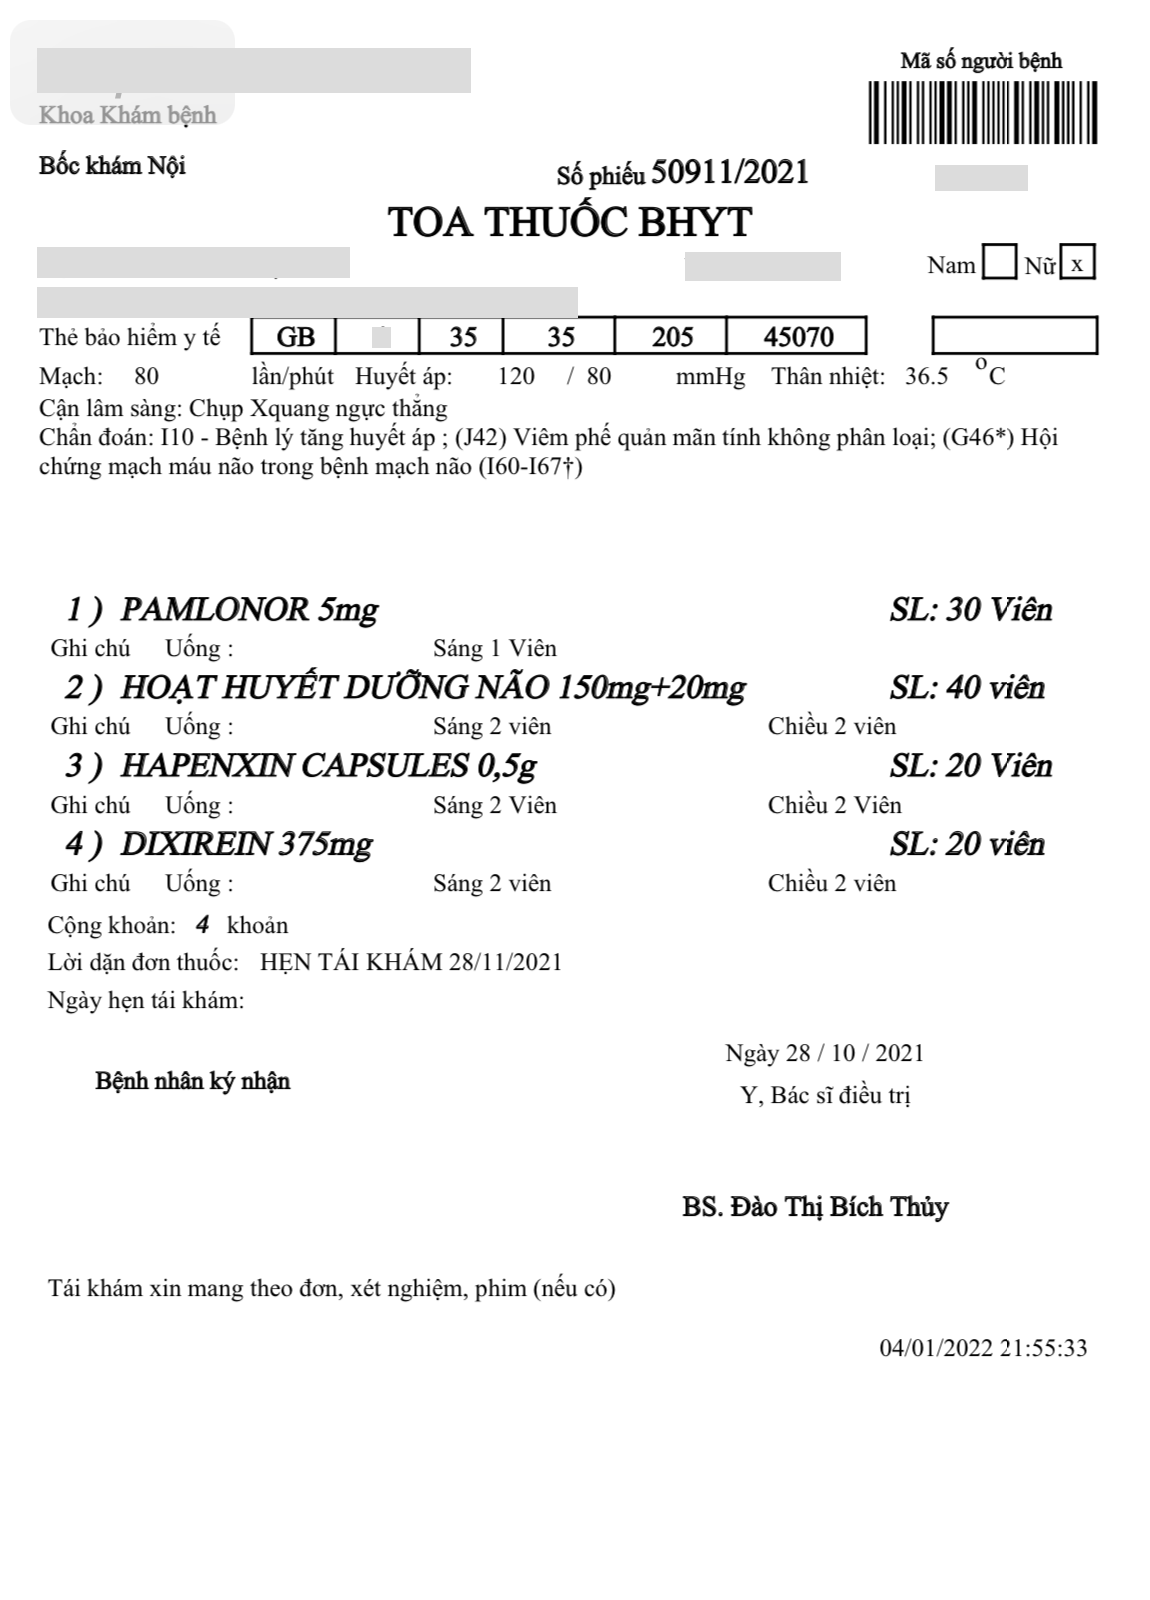 Mã số người bệnh
Khoa Khám bệnh
Bốc khám Nội
Số phiếu 50911/2021
TOA THUỐC BHYT
Nam Nữ x
Thẻ bảo hiểm y tế GB 35 35 205 45070
Mạch: 80 lần/phút Huyết áp: 120 / 80 mmHg Thân nhiệt: 36.5 °C
Cận lâm sàng: Chụp Xquang ngực thẳng
Chẩn đoán: I10 - Bệnh lý tăng huyết áp ; (J42) Viêm phế quản mãn tính không phân loại; (G46*) Hội
chứng mạch máu não trong bệnh mạch não (I60-I67†)
1 ) PAMLONOR 5mg SL: 30 Viên
Ghi chú Uống : Sáng 1 Viên
2 ) HOẠT HUYẾT DƯỠNG NÃO 150mg+20mg SL: 40 viên
Ghi chú Uống : Sáng 2 viên Chiều 2 viên
3 ) HAPENXIN CAPSULES 0,5g SL: 20 Viên
Ghi chú Uống : Sáng 2 Viên Chiều 2 Viên
4 ) DIXIREIN 375mg SL: 20 viên
Ghi chú Uống : Sáng 2 viên Chiều 2 viên
Cộng khoản: 4 khoản
Lời dặn đơn thuốc: HẸN TÁI KHÁM 28/11/2021
Ngày hẹn tái khám:
Ngày 28 / 10 / 2021
Bệnh nhân ký nhận
Y, Bác sĩ điều trị
BS. Đào Thị Bích Thủy
Tái khám xin mang theo đơn, xét nghiệm, phim (nếu có)
04/01/2022 21:55:33